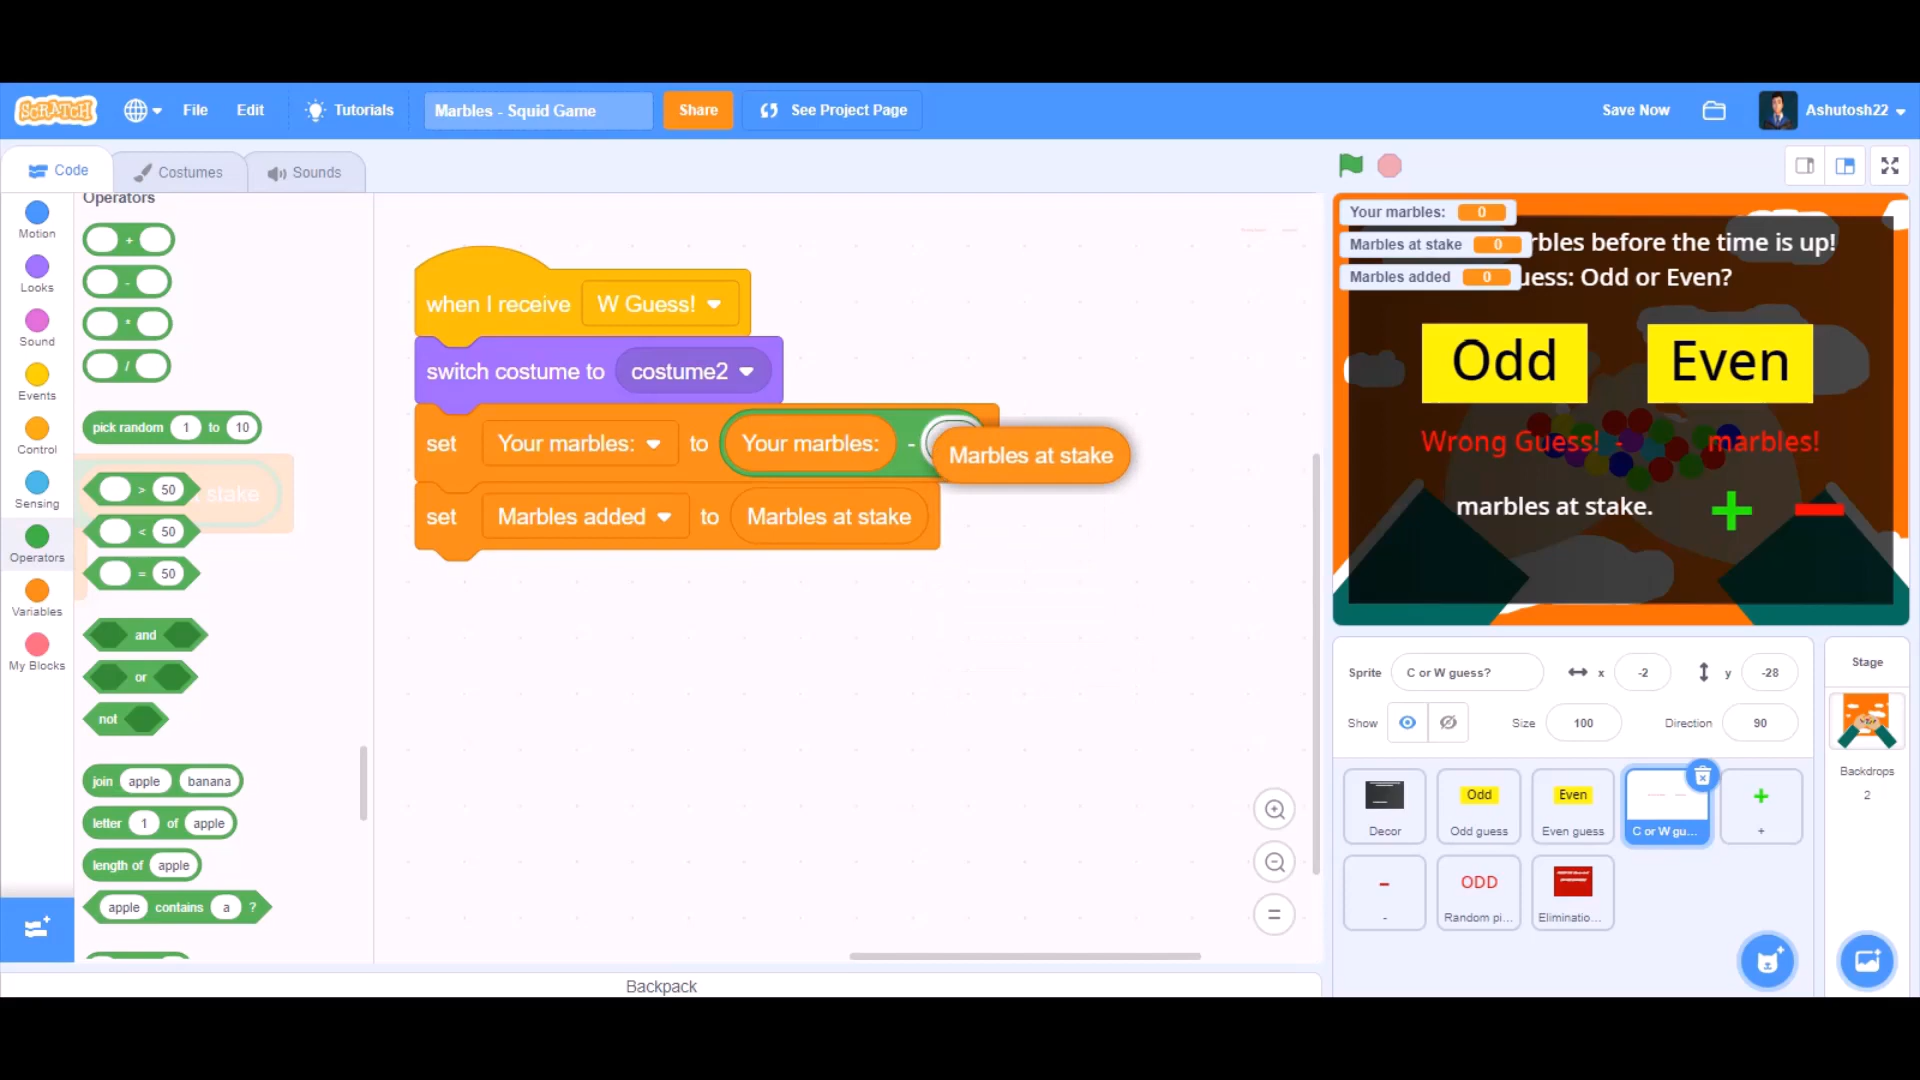 SCRATCH
File
Edit
Tutorials
Marbles - Squid Game
Share
See Project Page
Save Now
Ashutosh22
Code
Costumes
Sounds
Motion
Looks
Sound
Events
Control
Sensing
Operators
Variables
My Blocks
Operators
+
-
*
/
pick random 1 to 10
> 50
stake
< 50
= 50
and
or
not
join apple banana
letter 1 of apple
length of apple
apple contains a ?
when I receive W Guess!
switch costume to costume2
set Your marbles: to Your marbles: - Marbles at stake
set Marbles added to Marbles at stake
Backpack
Your marbles: 0
Marbles at stake 0
Marbles added 0
rbles before the time is up!
uess: Odd or Even?
Odd
Even
Wrong Guess! - marbles!
marbles at stake.
Sprite C or W guess? x -2 y -28
Show Size 100 Direction 90
Odd
Even
+
Decor
Odd guess
Even guess
C or W gu...
+
-
ODD
-
Random pi...
Eliminatio...
Stage
Backdrops
2